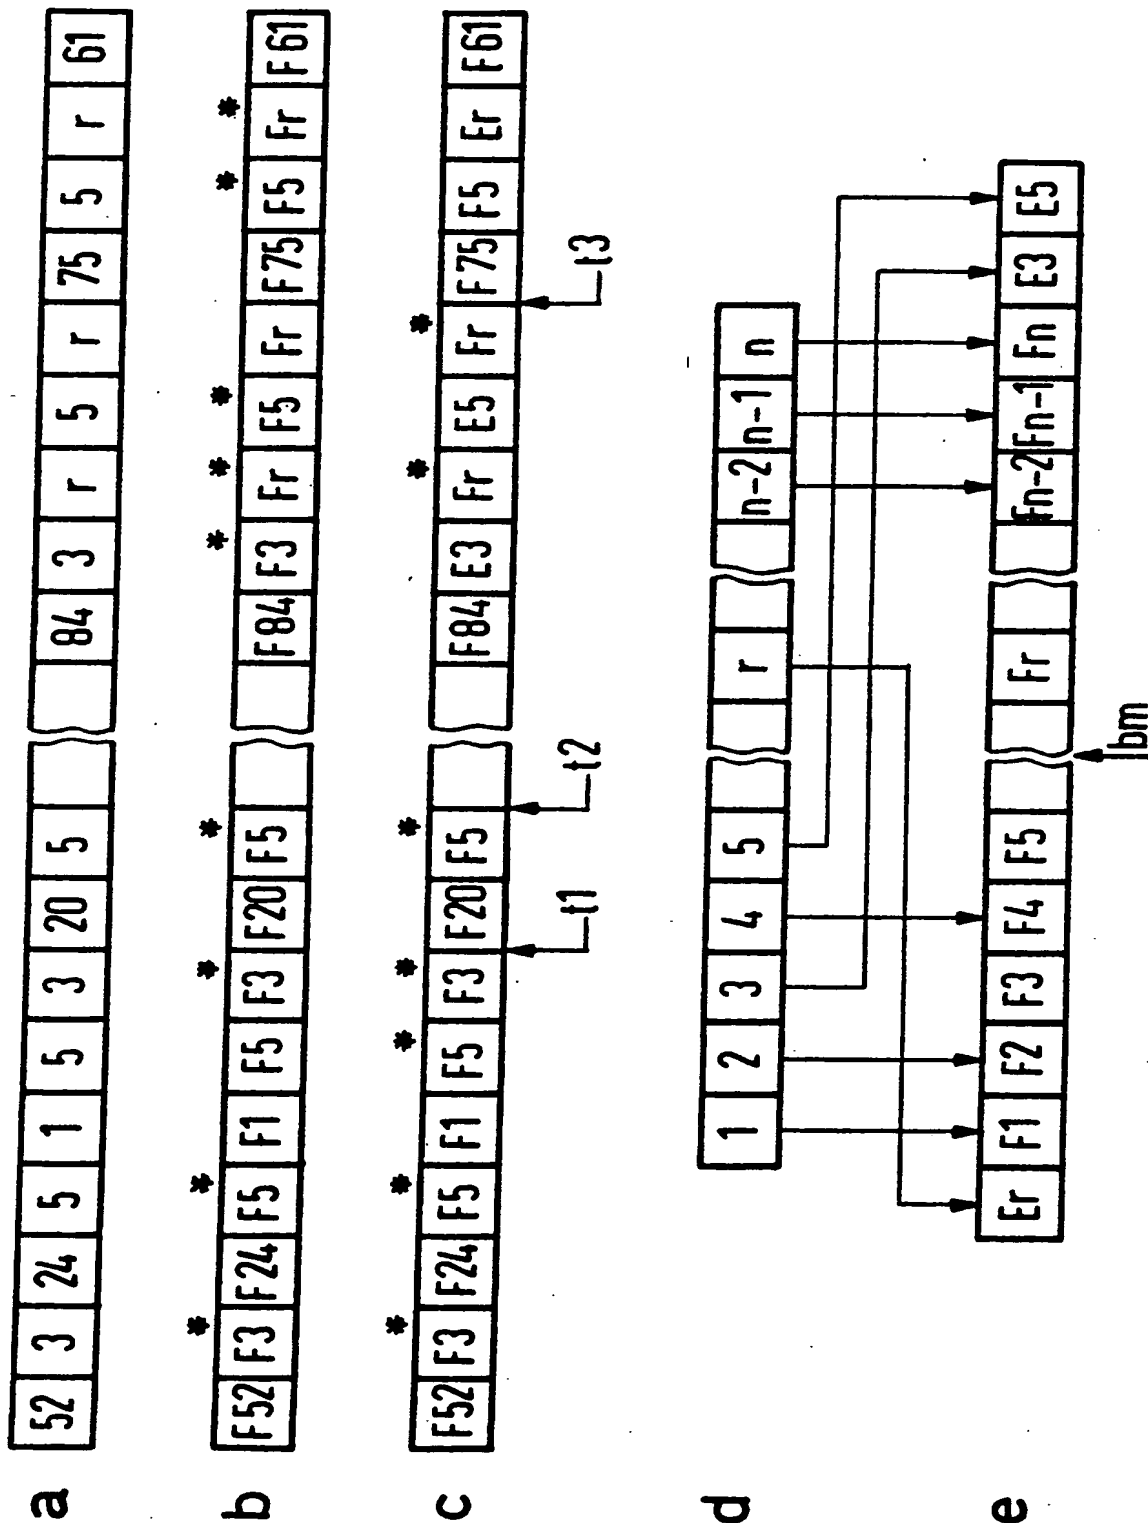 a 52 3 24 5 1 5 3 20 5 84 3 r 5 r 75 5 r 61
* * * * * * * * *
b F52 F3 F24 F5 F1 F5 F3 F20 F5 F84 F3 Fr F5 Fr F75 F5 Fr F61
* * * * * * *
c F52 F3 F24 F5 F1 F5 F3 F20 F5 F84 E3 Fr E5 Fr F75 F5 Er F61
t1 t2 t3
d 1 2 3 4 5 r n-2 n-1 n
e Er F1 F2 F3 F4 F5 Fr Fn-2 Fn-1 Fn E3 E5
bm